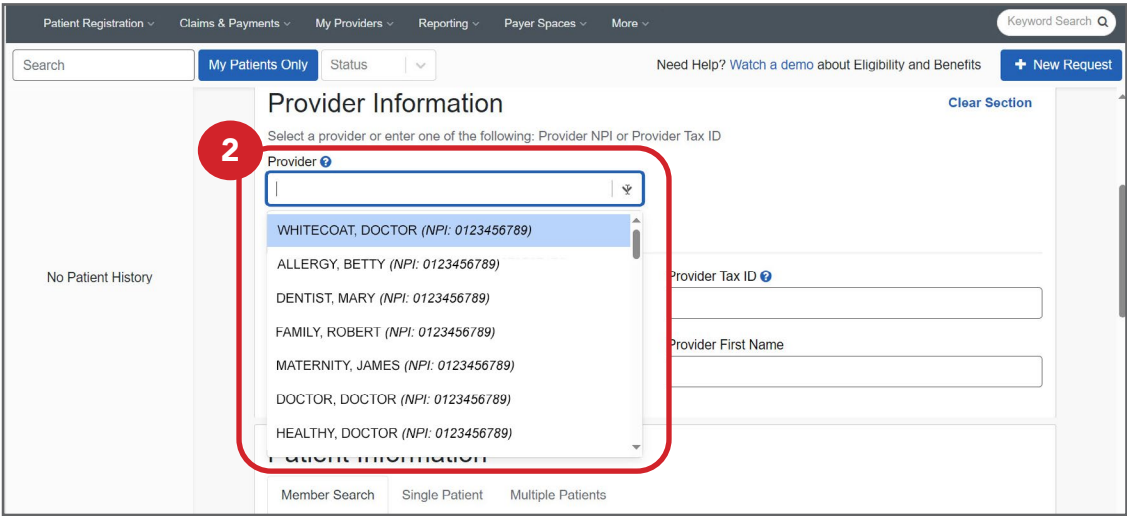 Patient Registration Claims & Payments My Providers Reporting Payer Spaces More Keyword Search
Search My Patients Only Status Need Help? Watch a demo about Eligibility and Benefits + New Request
Provider Information Clear Section
Select a provider or enter one of the following: Provider NPI or Provider Tax ID
2
Provider
WHITECOAT, DOCTOR (NPI: 0123456789)
ALLERGY, BETTY (NPI: 0123456789)
No Patient History
Provider Tax ID
DENTIST, MARY (NPI: 0123456789)
FAMILY, ROBERT (NPI: 0123456789)
Provider First Name
MATERNITY, JAMES (NPI: 0123456789)
DOCTOR, DOCTOR (NPI: 0123456789)
HEALTHY, DOCTOR (NPI: 0123456789)
Patient Information
Member Search Single Patient Multiple Patients